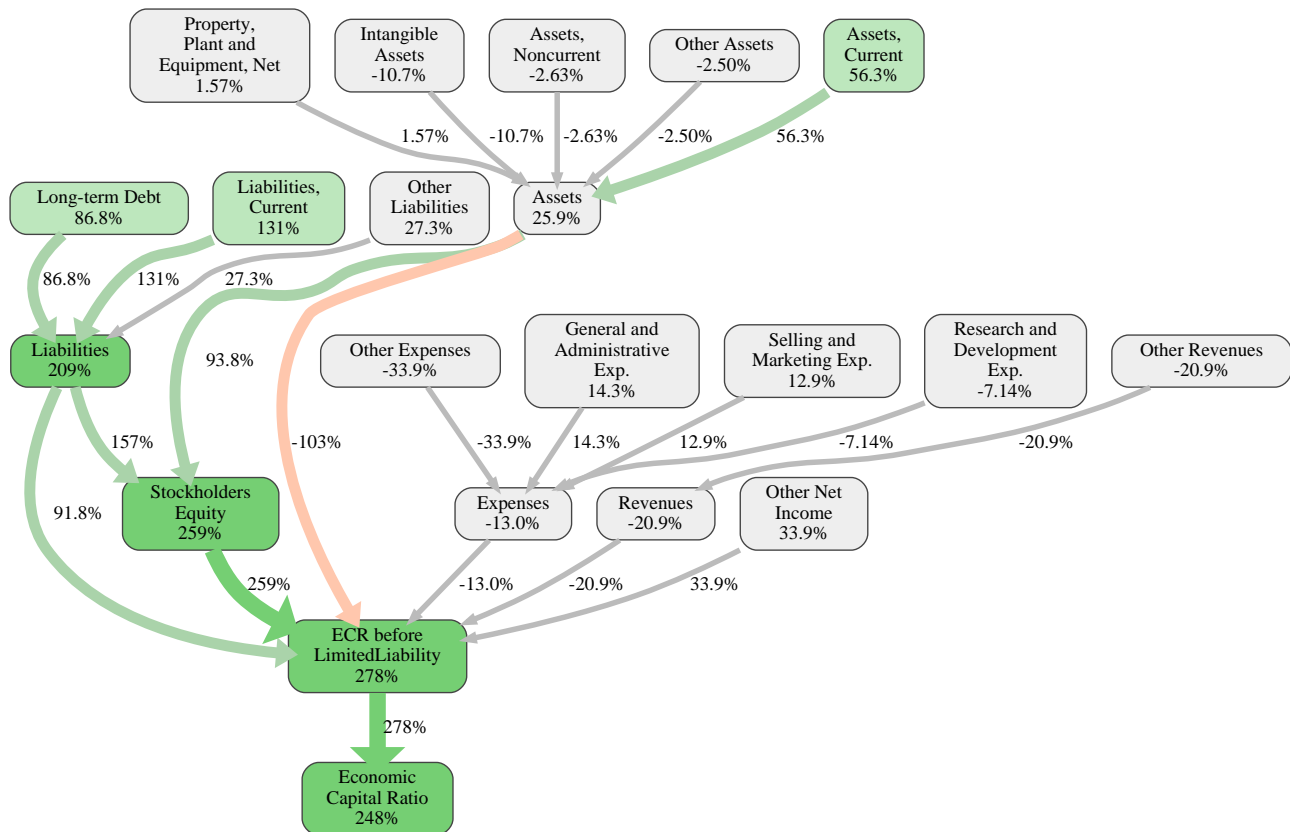 Property,
Plant and
Equipment, Net
1.57%
Intangible
Assets
-10.7%
Assets,
Noncurrent
-2.63%
Other Assets
-2.50%
Assets,
Current
56.3%
1.57%
-10.7%
-2.63%
-2.50%
56.3%
Long-term Debt
86.8%
Liabilities,
Current
131%
Other
Liabilities
27.3%
Assets
25.9%
86.8%
131%
27.3%
Liabilities
209%
93.8%
Other Expenses
-33.9%
General and
Administrative
Exp.
14.3%
Selling and
Marketing Exp.
12.9%
Research and
Development
Exp.
-7.14%
Other Revenues
-20.9%
157%
-103%
-33.9%
14.3%
12.9%
-7.14%
-20.9%
91.8%
Stockholders
Equity
259%
Expenses
-13.0%
Revenues
-20.9%
Other Net
Income
33.9%
259%
-13.0%
-20.9%
33.9%
ECR before
LimitedLiability
278%
278%
Economic
Capital Ratio
248%